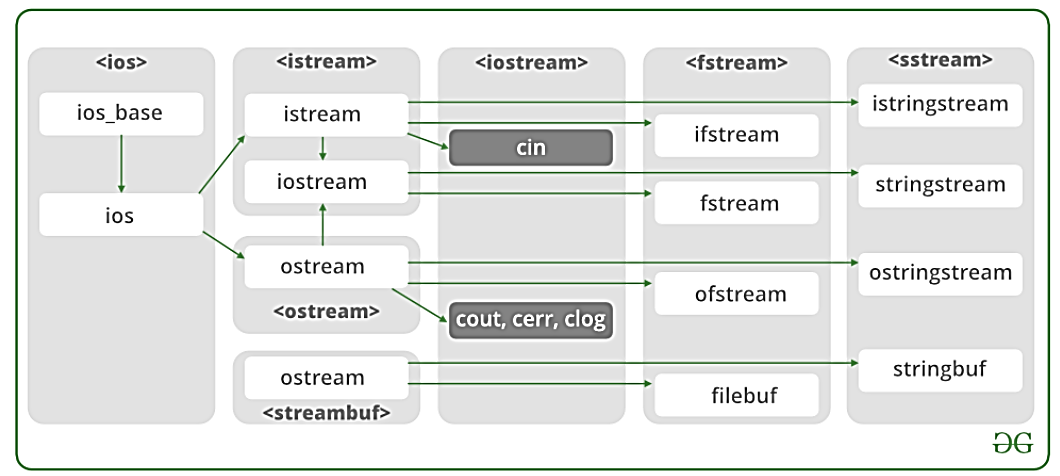 <ios>
ios_base
ios
<istream>
istream
iostream
ostream
<ostream>
ostream
<streambuf>
<iostream>
cin
cout, cerr, clog
<fstream>
ifstream
fstream
ofstream
filebuf
<sstream>
istringstream
stringstream
ostringstream
stringbuf